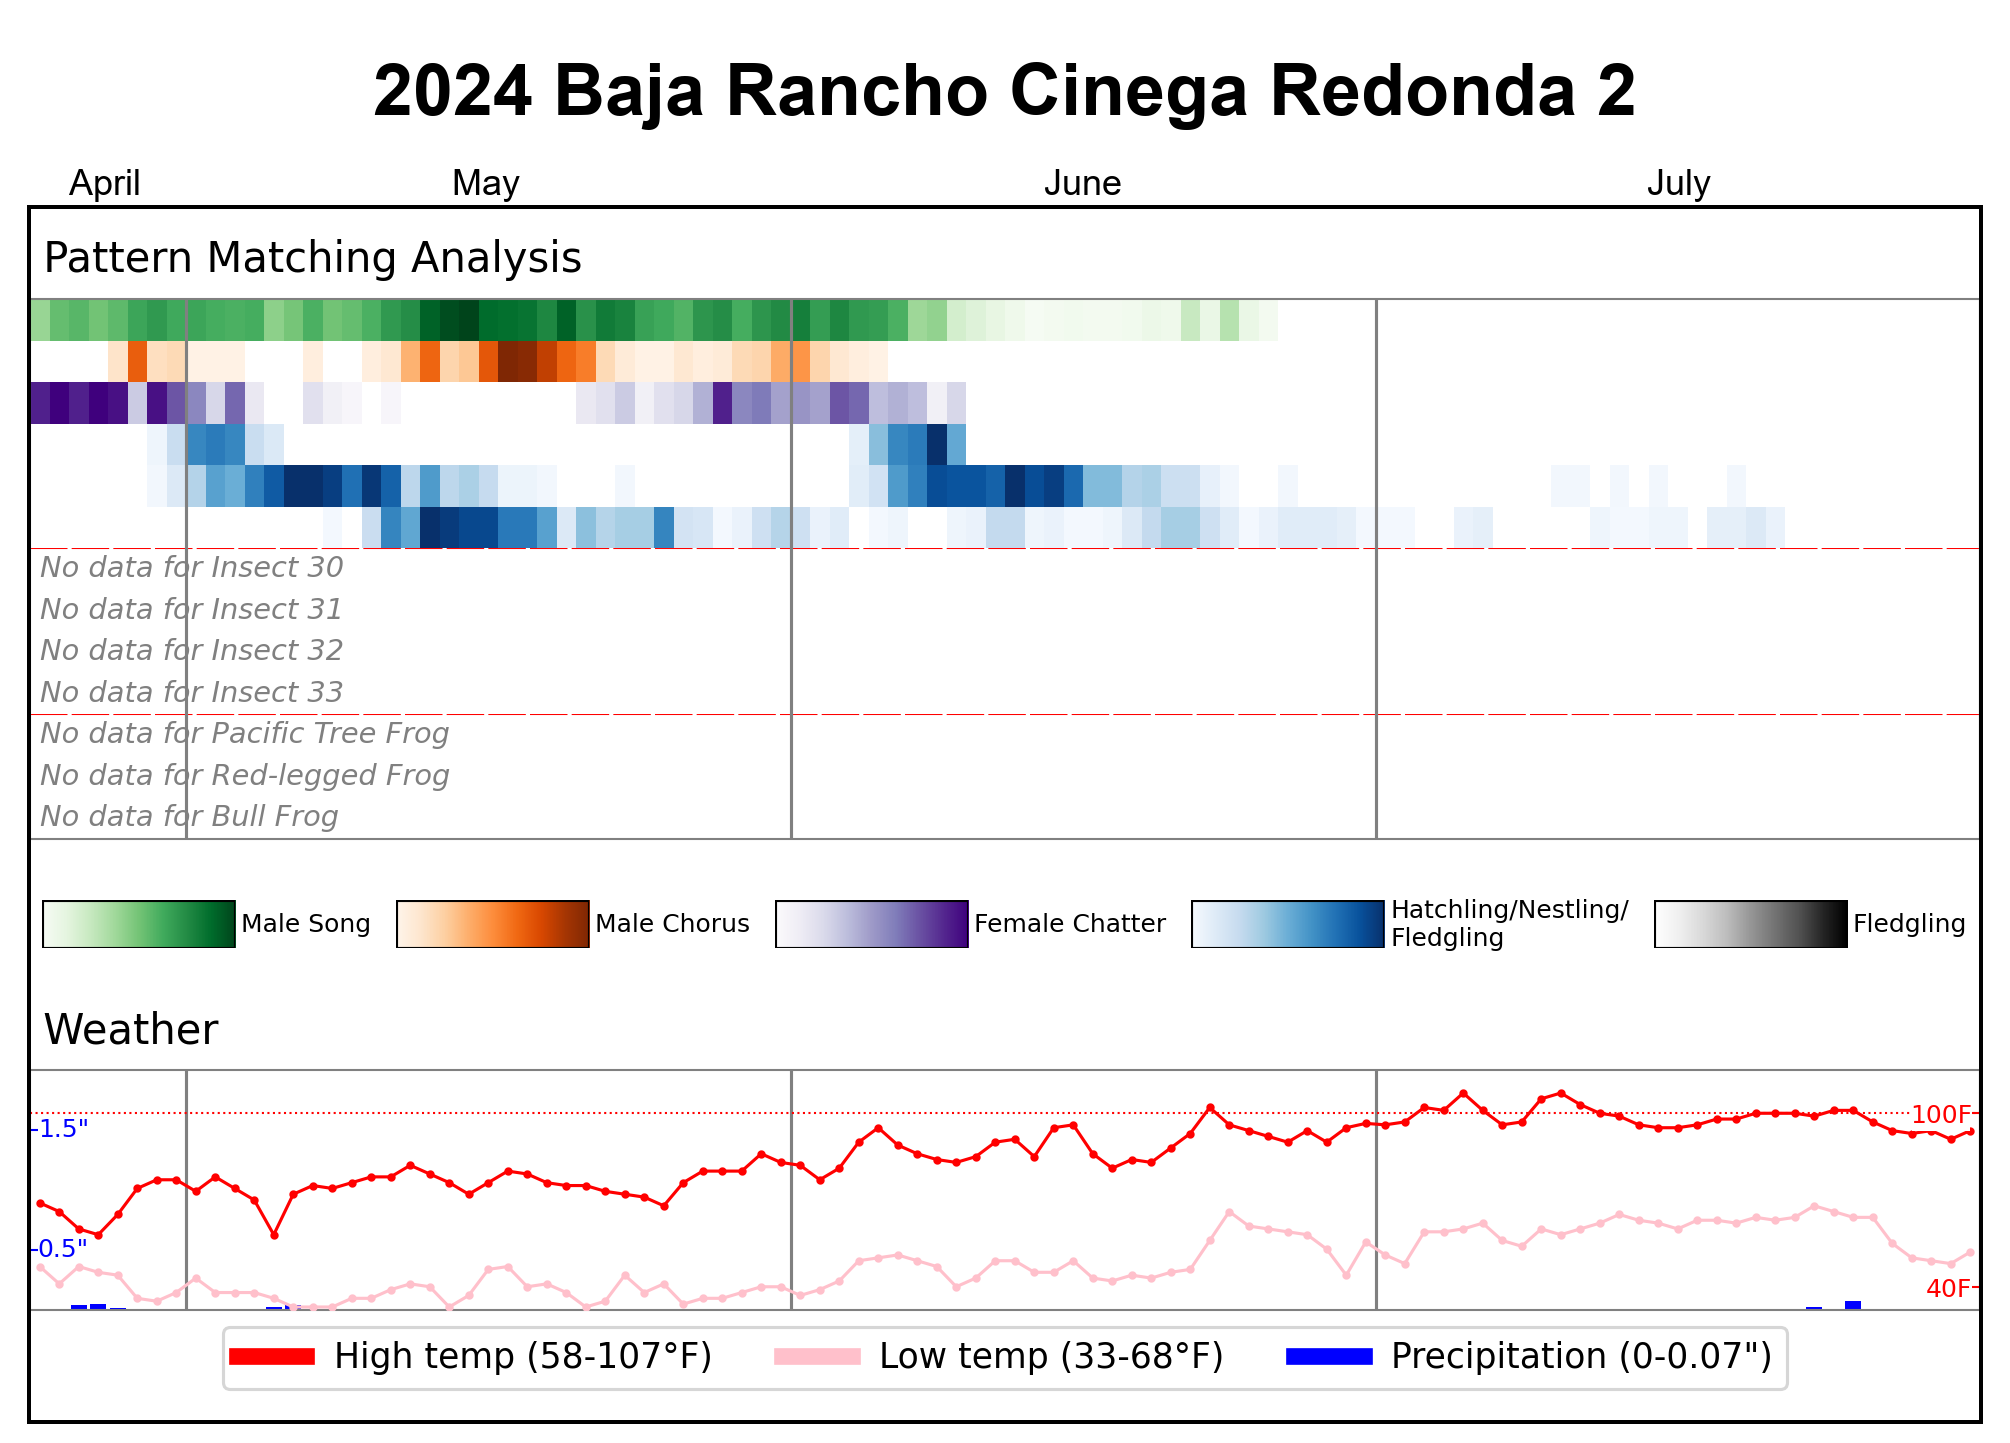 2024 Baja Rancho Cinega Redonda 2
April May June July
Pattern Matching Analysis
No data for Insect 30
No data for Insect 31
No data for Insect 32
No data for Insect 33
No data for Pacific Tree Frog
No data for Red-legged Frog
No data for Bull Frog
Male Song Male Chorus Female Chatter Hatchling/Nestling/
Fledgling Fledgling
Weather
1.5" 100F
0.5" 40F
High temp (58-107°F) Low temp (33-68°F) Precipitation (0-0.07")